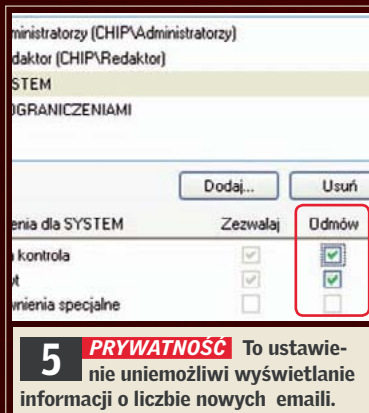 ministratorzy (CHIP\Administratorzy)
daktor (CHIP\Redaktor)
STEM
OGRANICZENIAMI
Dodaj... Usuń
enia dla SYSTEM Zezwalaj Odmów
kontrola
t
nienia specjalne
5 PRYWATNOŚĆ To ustawie-
nie uniemożliwi wyświetlanie
informacji o liczbie nowych emaili.